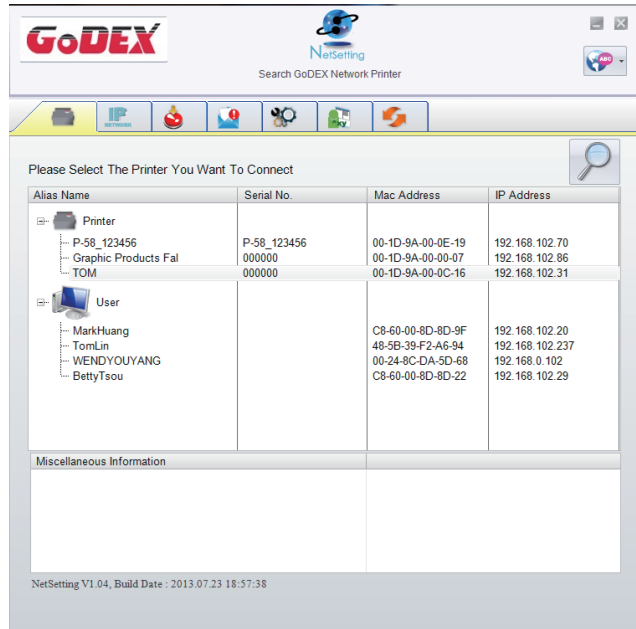 GoDEX
NetSetting
Search GoDEX Network Printer
ABC
IP
NETWORK
Please Select The Printer You Want To Connect
Alias Name Serial No. Mac Address IP Address
Printer
P-58_123456 P-58_123456 00-1D-9A-00-0E-19 192.168.102.70
Graphic Products Fal 000000 00-1D-9A-00-00-07 192.168.102.86
TOM 000000 00-1D-9A-00-0C-16 192.168.102.31
User
MarkHuang C8-60-00-8D-8D-9F 192.168.102.20
TomLin 48-5B-39-F2-A6-94 192.168.102.237
WENDYOUYANG 00-24-8C-DA-5D-68 192.168.0.102
BettyTsou C8-60-00-8D-8D-22 192.168.102.29
Miscellaneous Information
NetSetting V1.04, Build Date : 2013.07.23 18:57:38